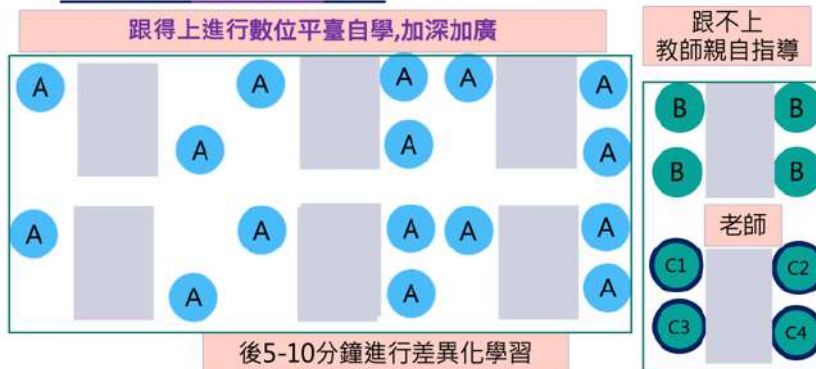 跟得上進行數位平臺自學,加深加廣
A A A A A
A A A
A A A A A
A A A
後5-10分鐘進行差異化學習
跟不上
教師親自指導
B B
B B
老師
C1 C2
C3 C4